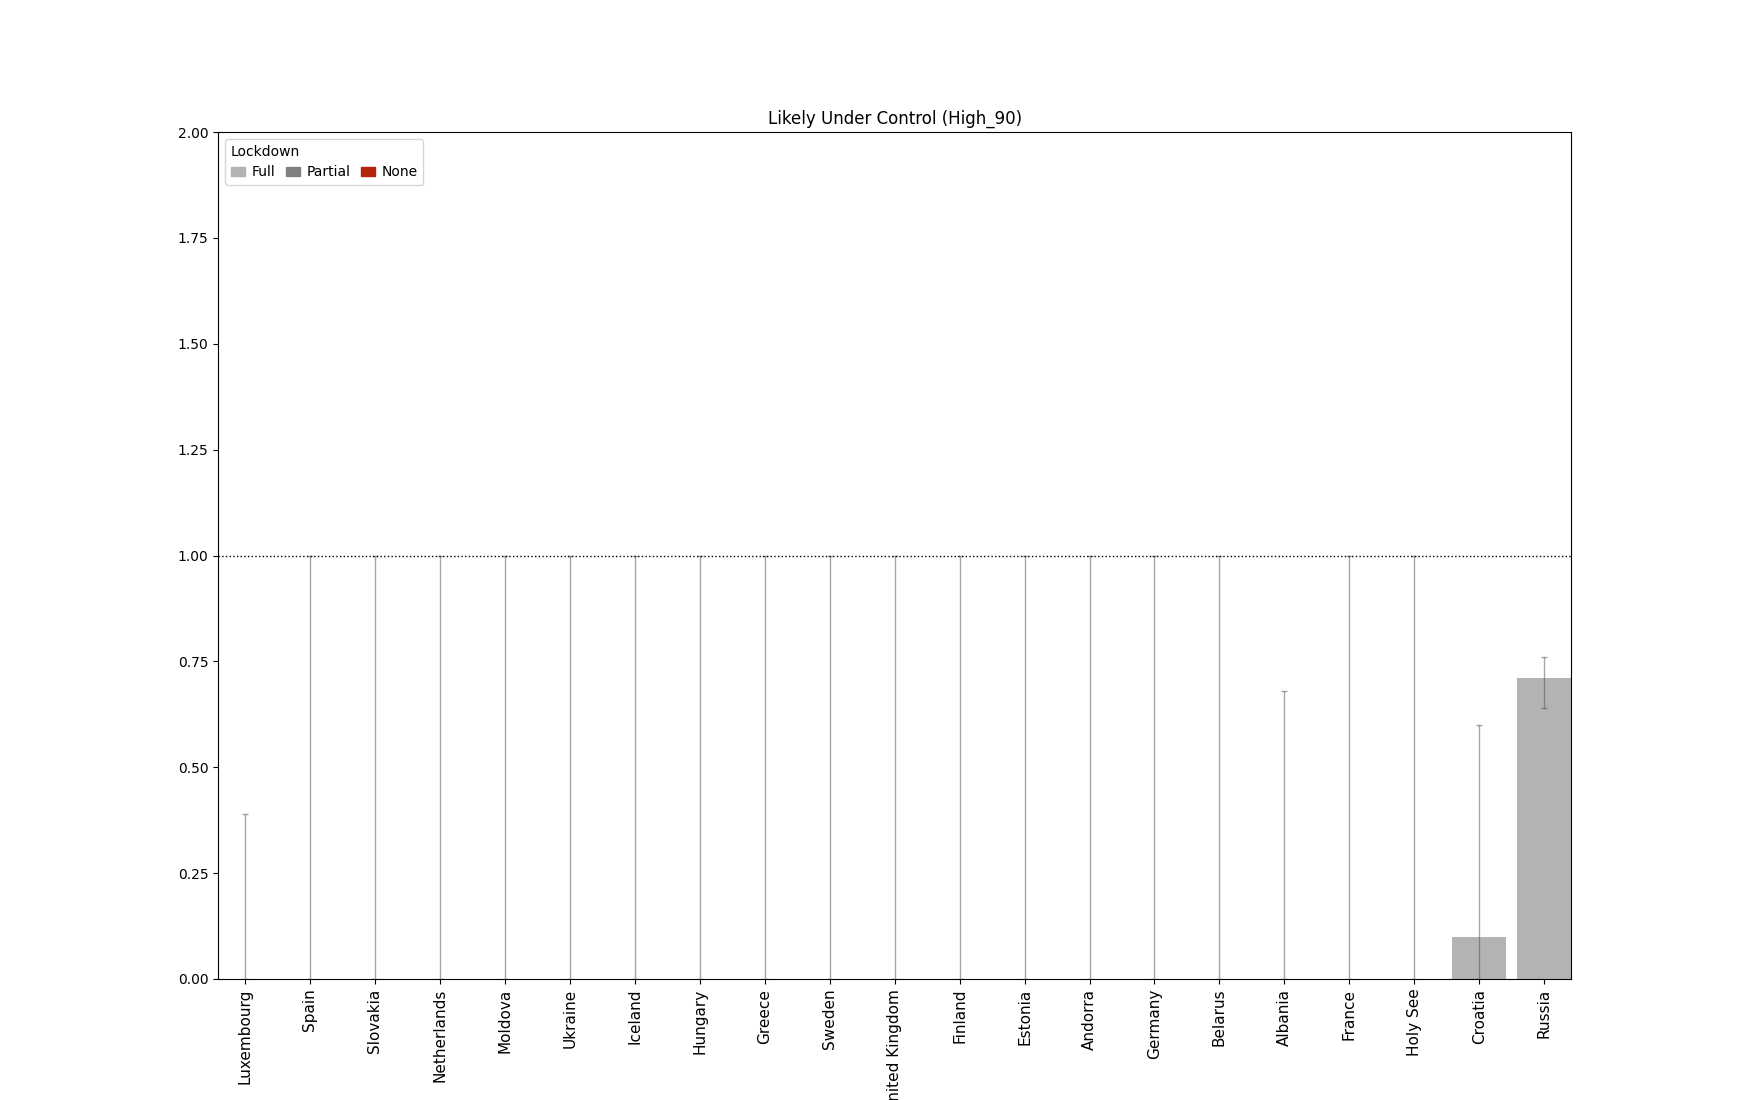 Likely Under Control (High_90)
2.00
Lockdown
Full Partial None
1.75
1.50
1.25
1.00
0.75
0.50
0.25
0.00
Luxembourg
Spain
Slovakia
Netherlands
Moldova
Ukraine
Iceland
Hungary
Greece
Sweden
nited Kingdom
Finland
Estonia
Andorra
Germany
Belarus
Albania
France
Holy See
Croatia
Russia